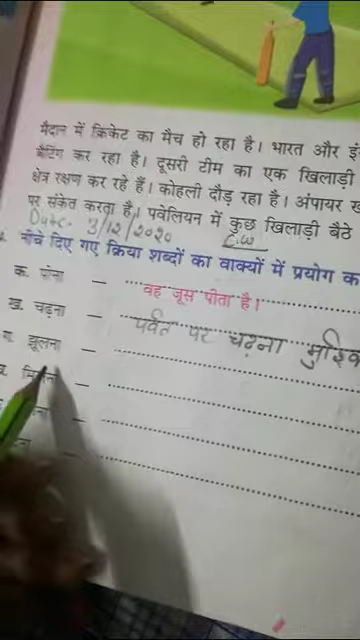 मैदान में क्रिकेट का मैच हो रहा है। भारत और
बैटिंग कर रहा है। दूसरी टीम का एक खिलाड़ी
क्षेत्र रक्षण कर रहे हैं। कोहली दौड़ रहा है। अंपायर
पर संकेत करता है। पवेलियन में कुछ खिलाड़ी बैठे
Date. 3/12/2020 C.W
नीचे दिए गए क्रिया शब्दों का वाक्यों में प्रयोग
क. पीना – वह जूस पीता है।
ख. चढ़ना – पर्वत पर चढ़ना
ग. झूलना –